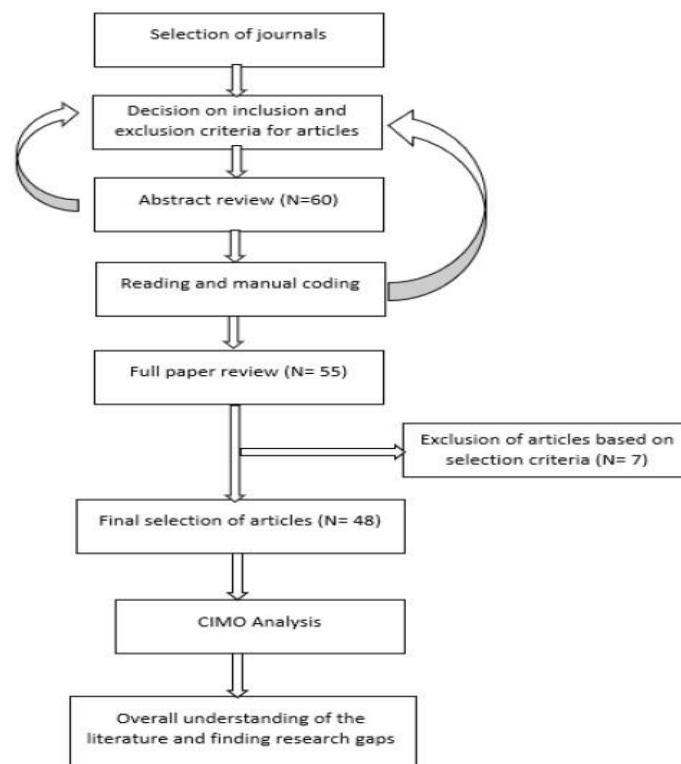 Selection of journals
Decision on inclusion and
exclusion criteria for articles
Abstract review (N=60)
Reading and manual coding
Full paper review (N= 55)
Exclusion of articles based on
selection criteria (N= 7)
Final selection of articles (N= 48)
CIMO Analysis
Overall understanding of the
literature and finding research gaps